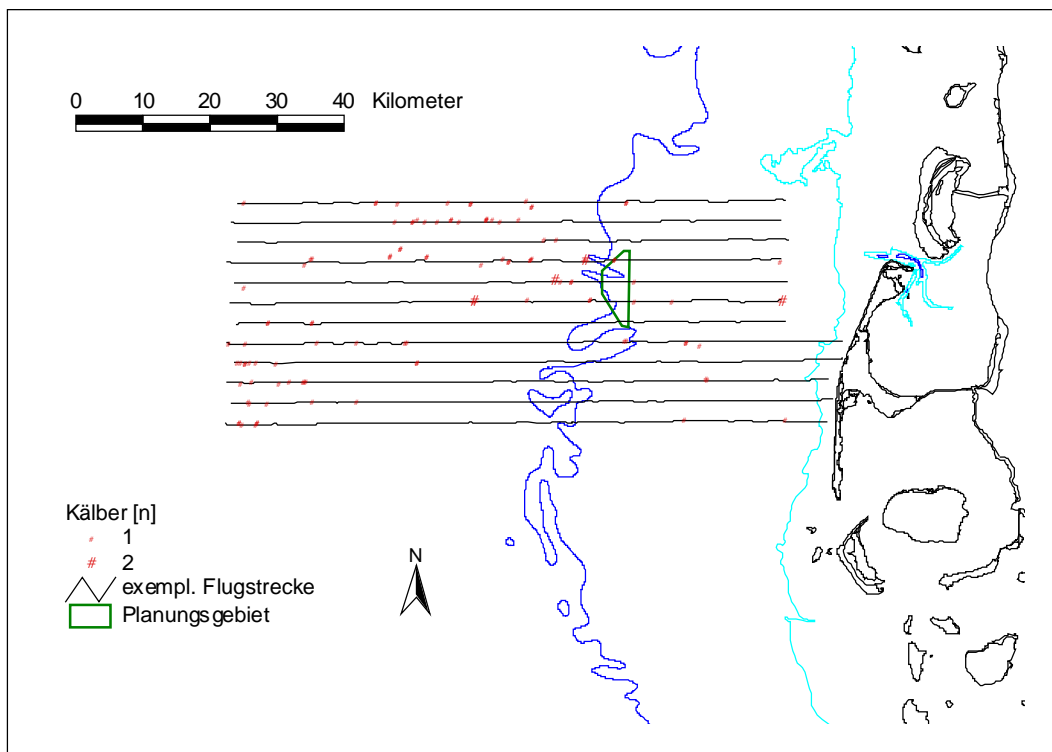 0 10 20 30 40 Kilometer
Kälber [n]
1
2
exempl. Flugstrecke
Planungsgebiet
N